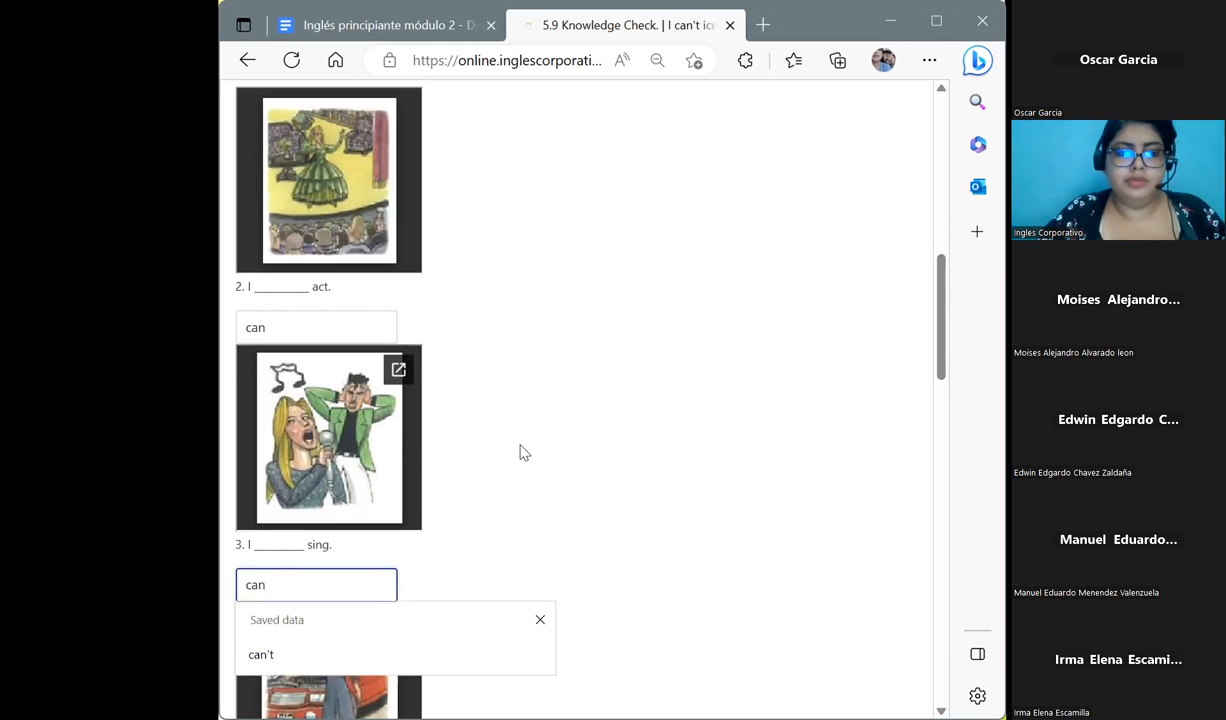 Inglés principiante módulo 2 - D
5.9 Knowledge Check. | I can't ice
https://online.inglescorporati...
2. I ________ act.
can
3. I ________ sing.
can
Saved data
can't
Oscar Garcia
Oscar Garcia
Ingles Corporativo
Moises Alejandro...
Moises Alejandro Alvarado leon
Edwin Edgardo C...
Edwin Edgardo Chavez Zaldaña
Manuel Eduardo...
Manuel Eduardo Menendez Valenzuela
Irma Elena Escami...
Irma Elena Escamilla